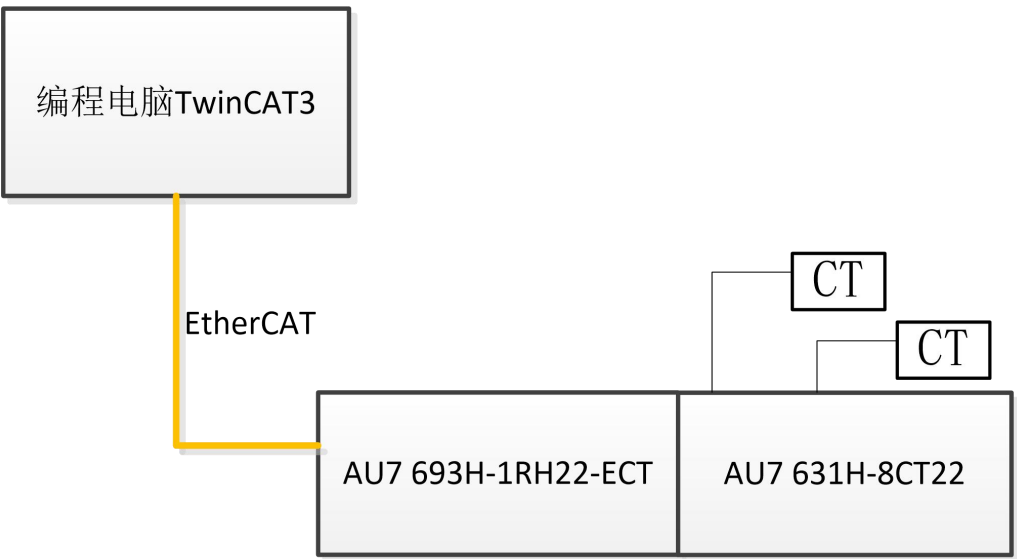 编程电脑TwinCAT3
EtherCAT
CT
CT
AU7 693H-1RH22-ECT
AU7 631H-8CT22